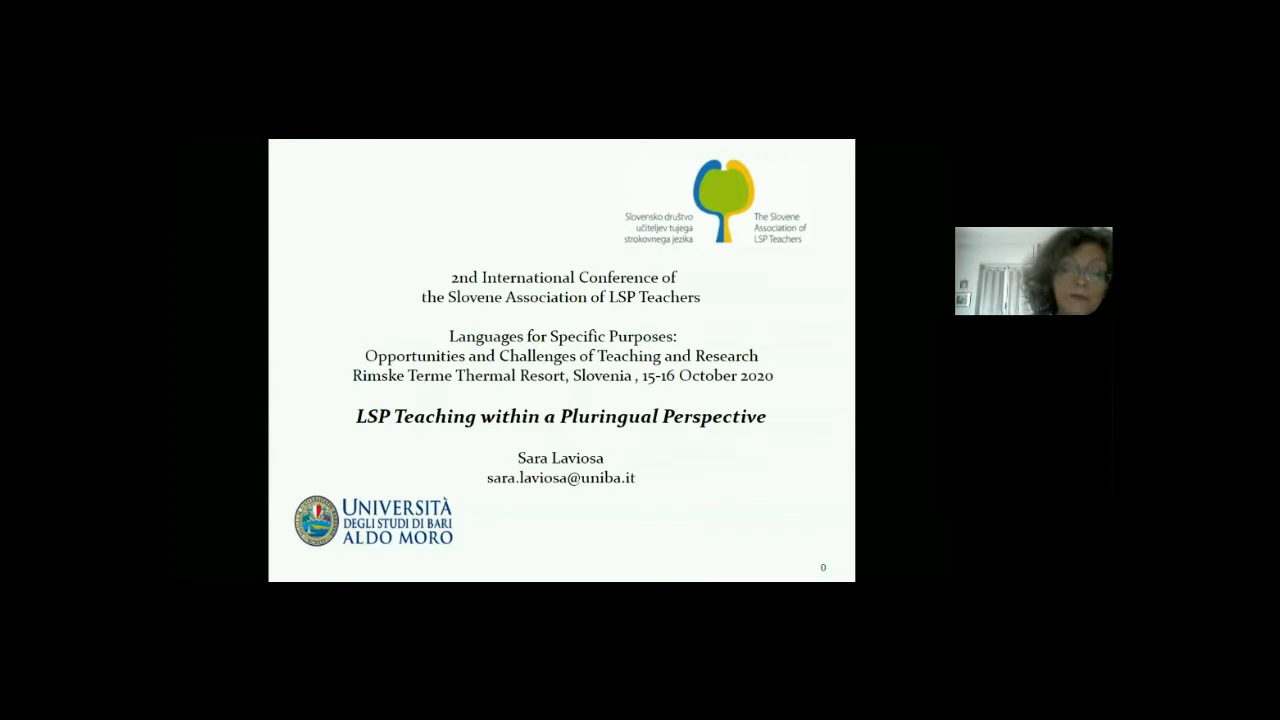 Slovensko društvo
učiteljev tujega
strokovnega jezika
The Slovene
Association of
LSP Teachers
2nd International Conference of
the Slovene Association of LSP Teachers
Languages for Specific Purposes:
Opportunities and Challenges of Teaching and Research
Rimske Terme Thermal Resort, Slovenia , 15-16 October 2020
LSP Teaching within a Pluringual Perspective
Sara Laviosa
sara.laviosa@uniba.it
UNIVERSITÀ
DEGLI STUDI DI BARI
ALDO MORO
0